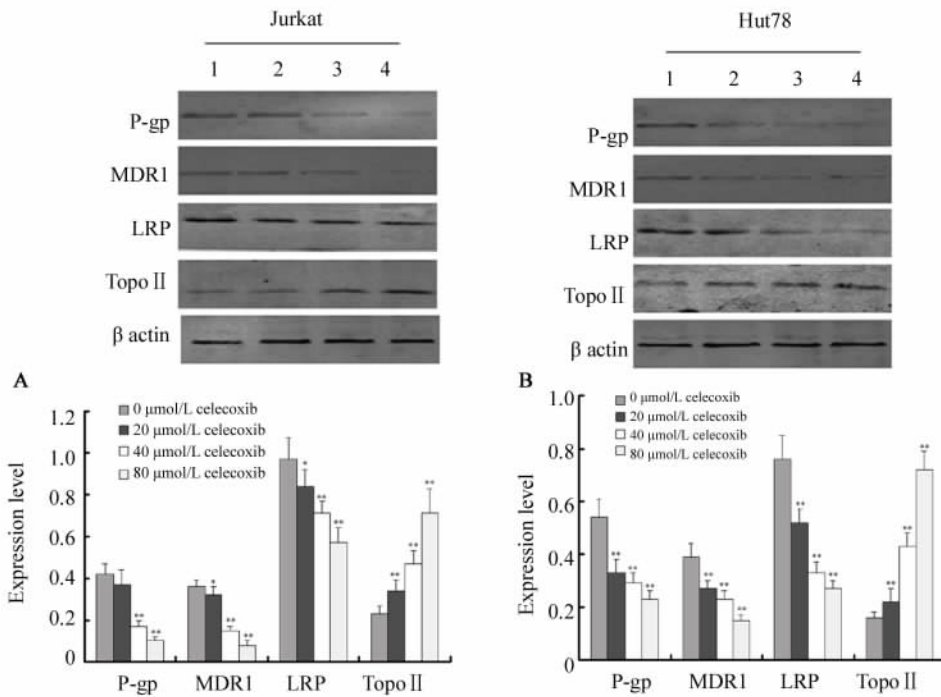 Jurkat
1 2 3 4
P-gp
MDR1
LRP
Topo Ⅱ
β actin
Hut78
1 2 3 4
P-gp
MDR1
LRP
Topo Ⅱ
β actin
A
1.2
1.0
0.8
0.4
0.2
0
Expression level
0 μmol/L celecoxib
20 μmol/L celecoxib
40 μmol/L celecoxib
80 μmol/L celecoxib
* ** ** * ** ** * ** ** ** ** **
P-gp MDR1 LRP Topo Ⅱ
B
1.0
0.8
0.6
0.4
0.2
0
Expression level
0 μmol/L celecoxib
20 μmol/L celecoxib
40 μmol/L celecoxib
80 μmol/L celecoxib
** ** ** ** ** ** ** ** ** ** **
P-gp MDR1 LRP Topo Ⅱ